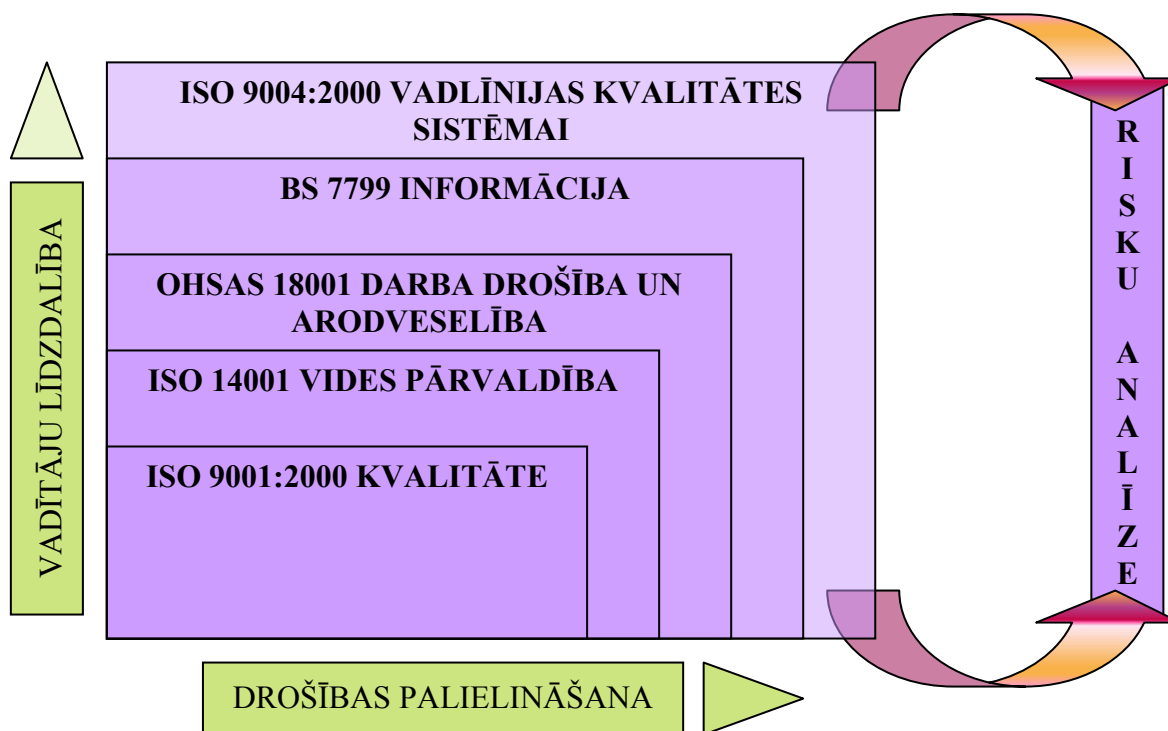 ISO 9004:2000 VADLĪNIJAS KVALITĀTES
SISTĒMAI
BS 7799 INFORMĀCIJA
OHSAS 18001 DARBA DROŠĪBA UN
ARODVESELĪBA
ISO 14001 VIDES PĀRVALDĪBA
ISO 9001:2000 KVALITĀTE
VADĪTĀJU LĪDZDALĪBA
DROŠĪBAS PALIELINĀŠANA
RISKU ANALĪZE